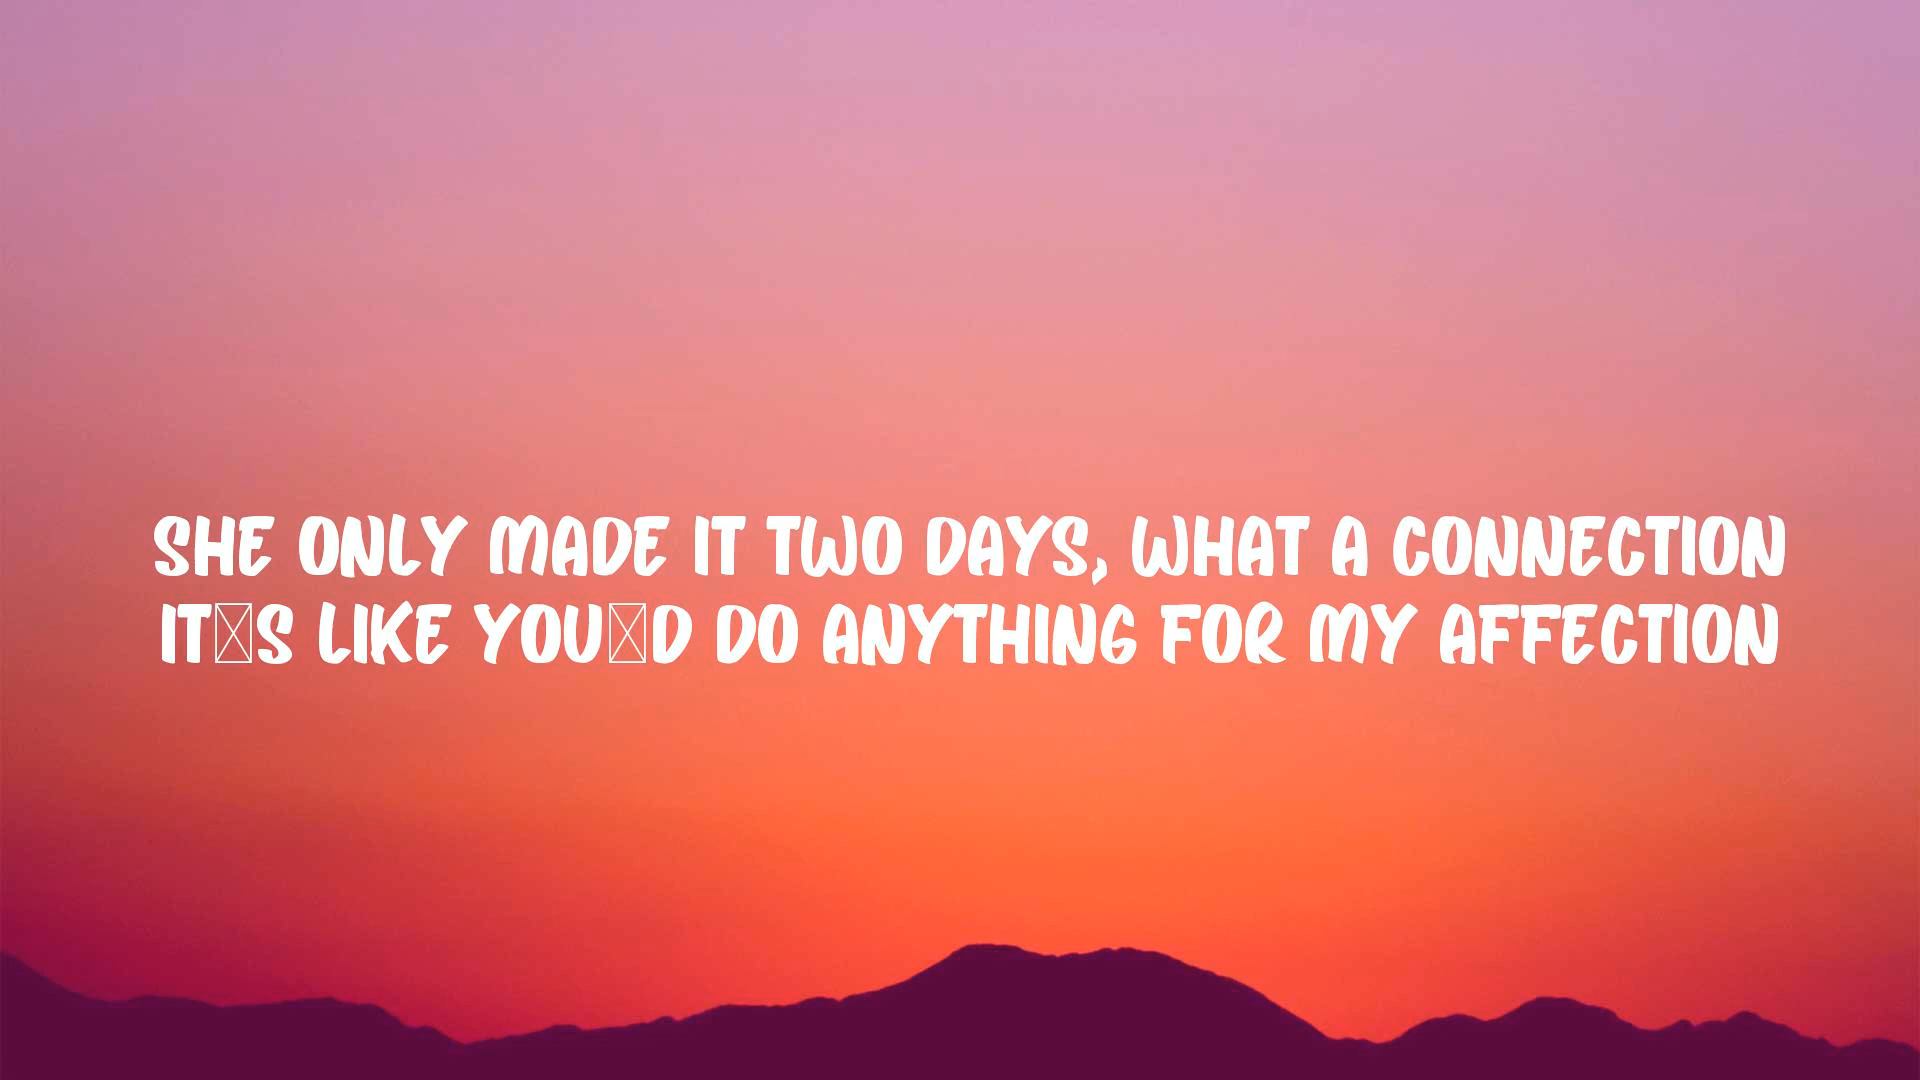 SHE ONLY MADE IT TWO DAYS, WHAT A CONNECTION
IT☒S LIKE YOU☒D DO ANYTHING FOR MY AFFECTION